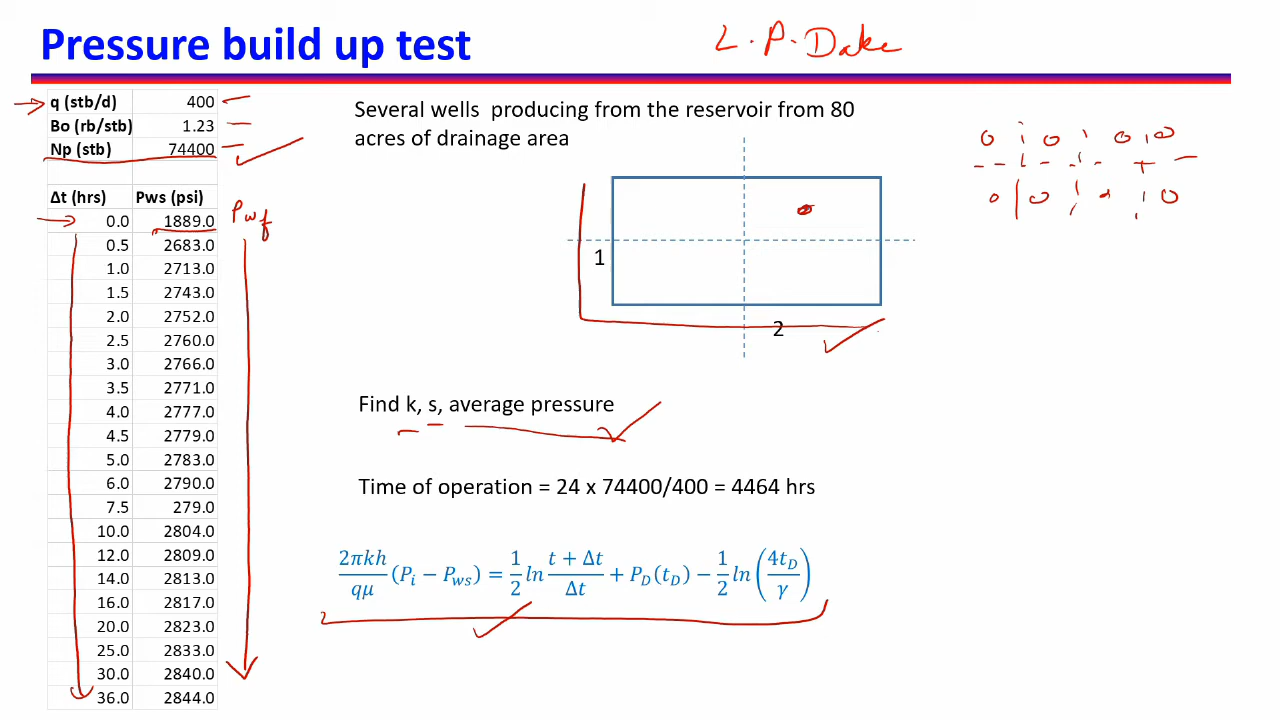 Pressure build up test
L. P. Dake
q (stb/d) 400
Bo (rb/stb) 1.23
Np (stb) 74400
Δt (hrs) Pws (psi)
0.0 1889.0 Pwf
0.5 2683.0
1.0 2713.0
1.5 2743.0
2.0 2752.0
2.5 2760.0
3.0 2766.0
3.5 2771.0
4.0 2777.0
4.5 2779.0
5.0 2783.0
6.0 2790.0
7.5 279.0
10.0 2804.0
12.0 2809.0
14.0 2813.0
16.0 2817.0
20.0 2823.0
25.0 2833.0
30.0 2840.0
36.0 2844.0
Several wells producing from the reservoir from 80
acres of drainage area
1
2
Find k, s, average pressure
Time of operation = 24 x 74400/400 = 4464 hrs
2πkh/qμ (P_i − P_ws) = 1/2 ln (t + Δt)/Δt + P_D(t_D) − 1/2 ln (4t_D/γ)